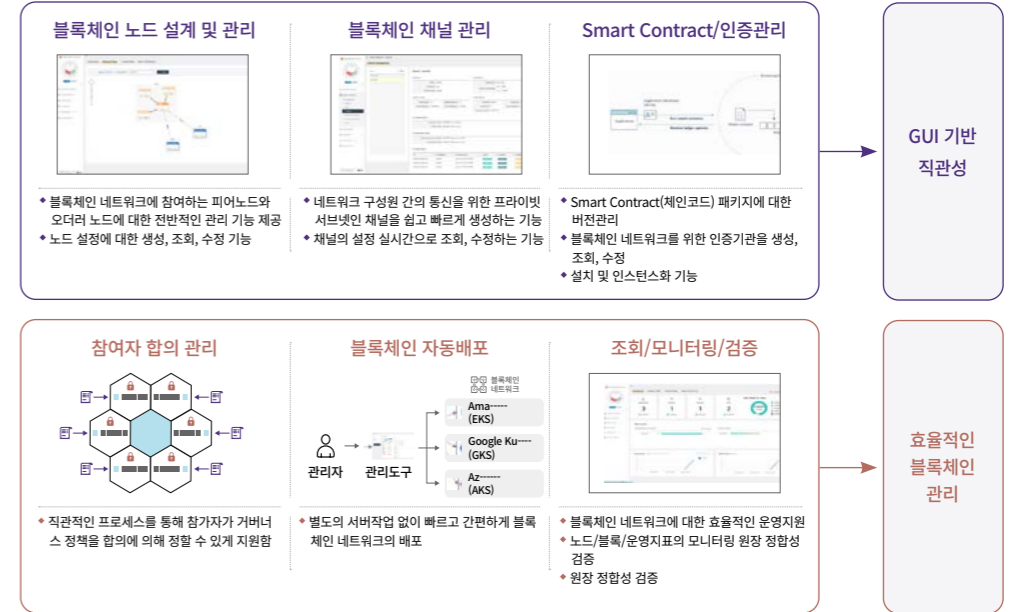 블록체인 노드 설계 및 관리
블록체인 네트워크에 참여하는 피어노드와
오더러 노드에 대한 전반적인 관리 기능 제공
노드 설정에 대한 생성, 조회, 수정 기능
블록체인 채널 관리
네트워크 구성원 간의 통신을 위한 프라이빗
서브넷인 채널을 쉽고 빠르게 생성하는 기능
채널의 설정 실시간으로 조회, 수정하는 기능
Smart Contract/인증관리
Smart Contract(체인코드) 패키지에 대한
버전관리
블록체인 네트워크를 위한 인증기관을 생성,
조회, 수정
설치 및 인스턴스화 기능
GUI 기반
직관성
참여자 합의 관리
직관적인 프로세스를 통해 참가자가 거버넌
스 정책을 합의에 의해 정할 수 있게 지원함
블록체인 자동배포
블록체인
네트워크
관리자
관리도구
Ama------
(EKS)
Google Ku----
(GKS)
Az------
(AKS)
별도의 서버작업 없이 빠르고 간편하게 블록
체인 네트워크의 배포
조회/모니터링/검증
3
1
3
2
블록체인 네트워크에 대한 효율적인 운영지원
노드/블록/운영지표의 모니터링 원장 정합성
검증
원장 정합성 검증
효율적인
블록체인
관리